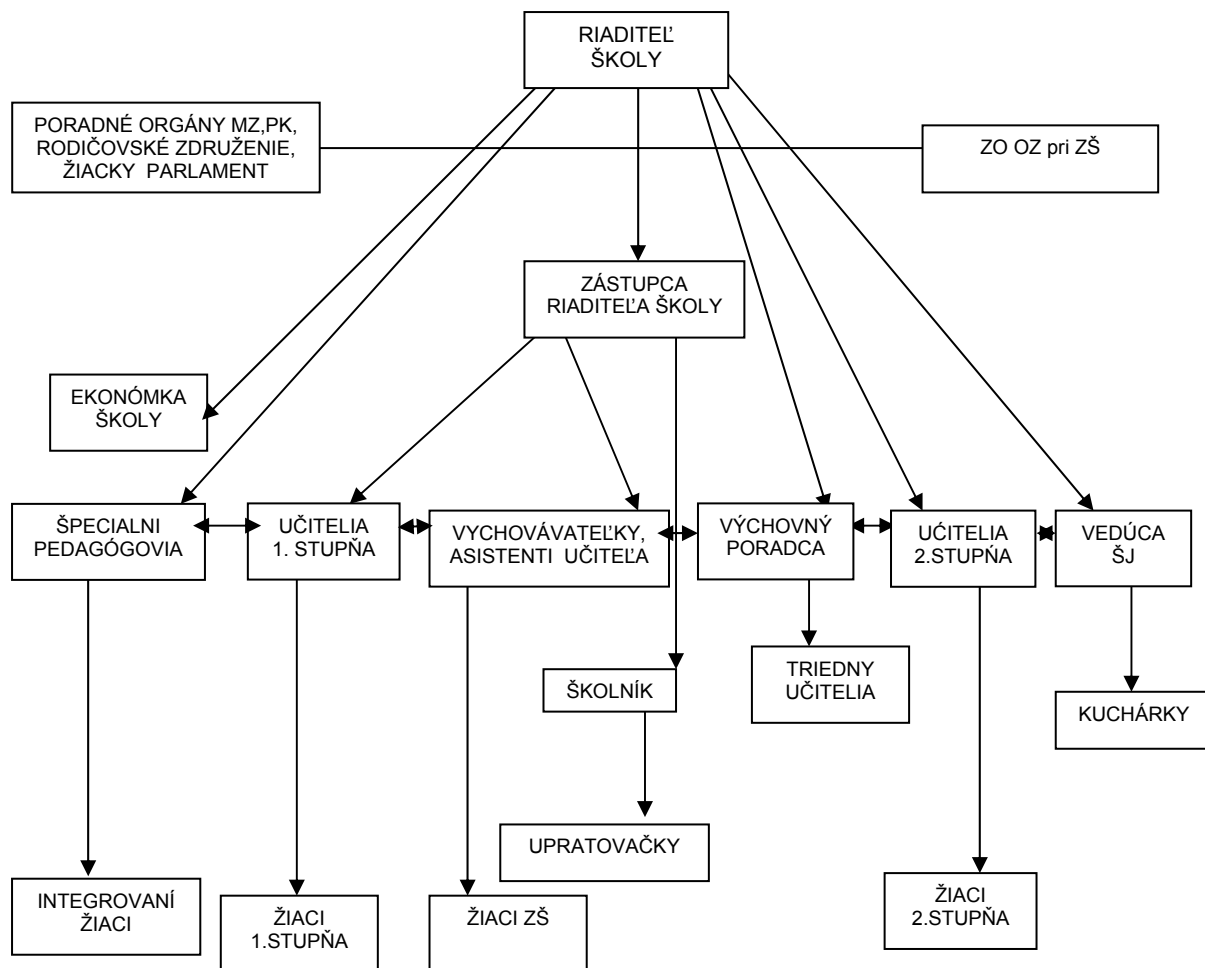 RIADITEĽ
ŠKOLY
PORADNÉ ORGÁNY MZ,PK,
RODIČOVSKÉ ZDRUŽENIE,
ŽIACKY PARLAMENT
ZO OZ pri ZŠ
ZÁSTUPCA
RIADITEĽA ŠKOLY
EKONÓMKA
ŠKOLY
ŠPECIALNI
PEDAGÓGOVIA
UČITELIA
1. STUPŇA
VYCHOVÁVATEĽKY,
ASISTENTI UČITEĽA
VÝCHOVNÝ
PORADCA
UĆITELIA
2.STUPŇA
VEDÚCA
ŠJ
ŠKOLNÍK
TRIEDNY
UČITELIA
KUCHÁRKY
UPRATOVAČKY
INTEGROVANÍ
ŽIACI
ŽIACI
1.STUPŇA
ŽIACI ZŠ
ŽIACI
2.STUPŇA